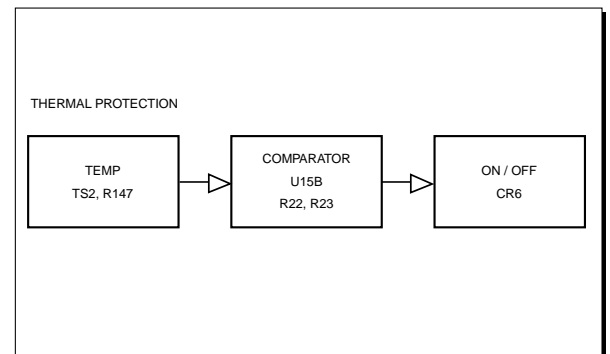 THERMAL PROTECTION
TEMP
TS2, R147
COMPARATOR
U15B
R22, R23
ON / OFF
CR6